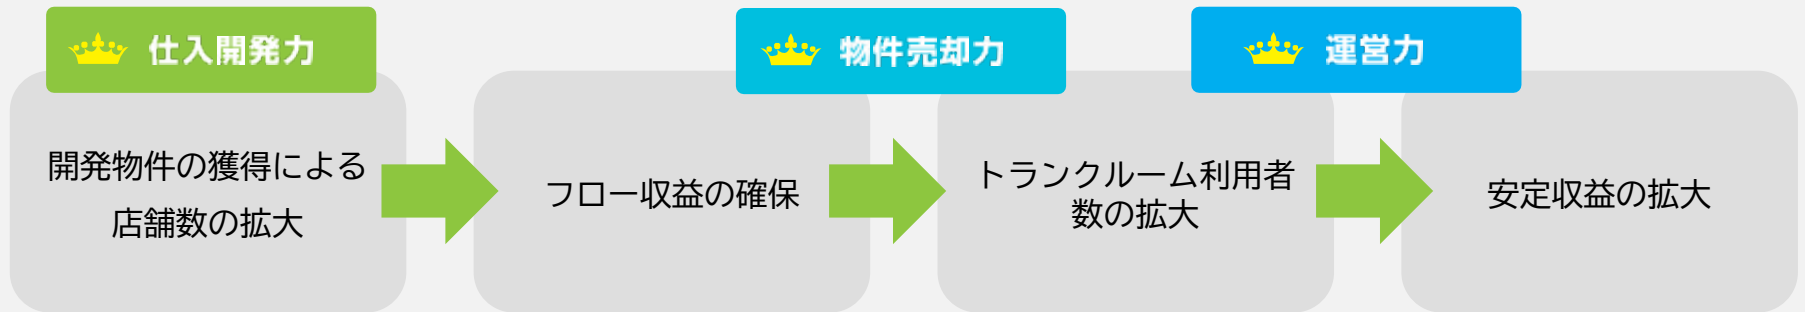 仕入開発力
物件売却力
運営力
開発物件の獲得による
店舗数の拡大
フロー収益の確保
トランクルーム利用者
数の拡大
安定収益の拡大